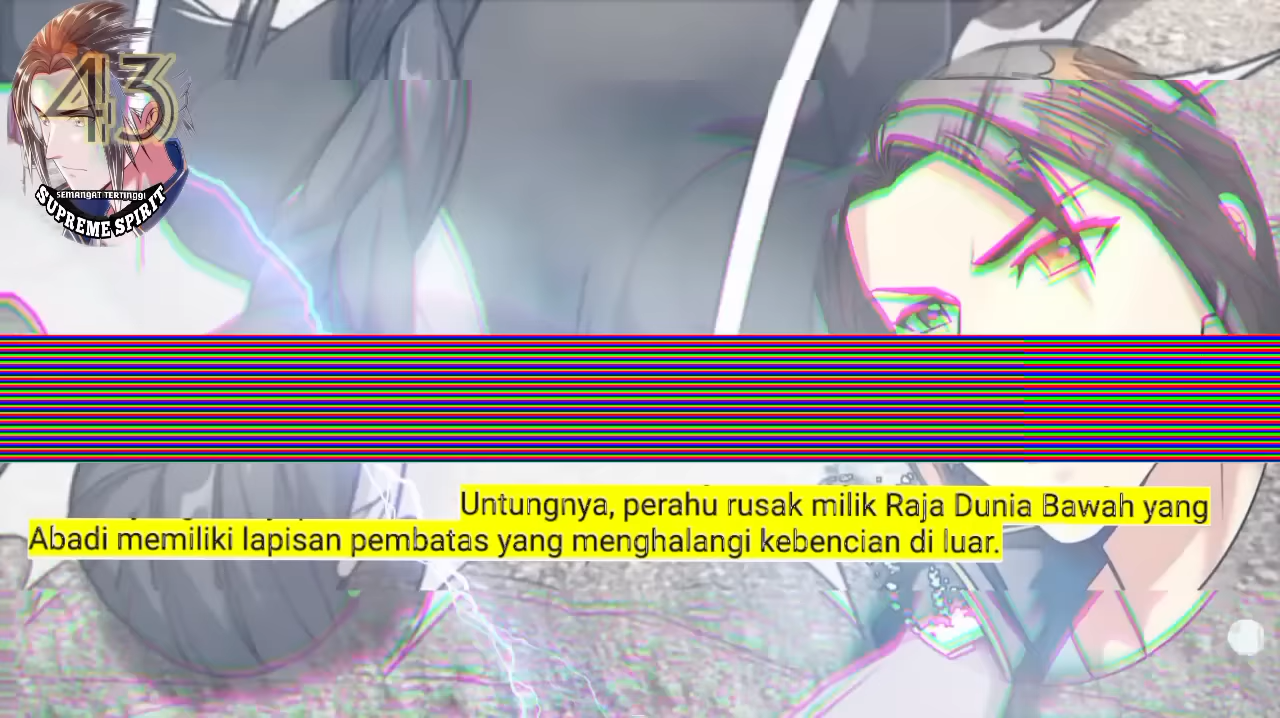 43
SEMANGAT TERTINGGI
SUPREME SPIRIT
Untungnya, perahu rusak milik Raja Dunia Bawah yang
Abadi memiliki lapisan pembatas yang menghalangi kebencian di luar.